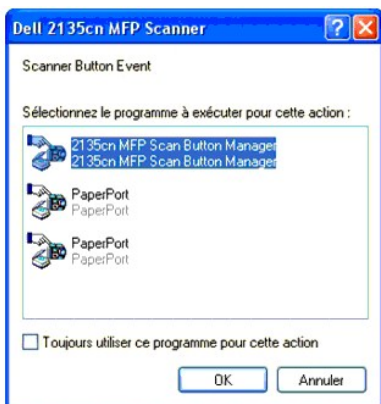 Dell 2135cn MFP Scanner
Scanner Button Event
Sélectionnez le programme à exécuter pour cette action :
2135cn MFP Scan Button Manager
2135cn MFP Scan Button Manager
PaperPort
PaperPort
PaperPort
PaperPort
Toujours utiliser ce programme pour cette action
OK Annuler